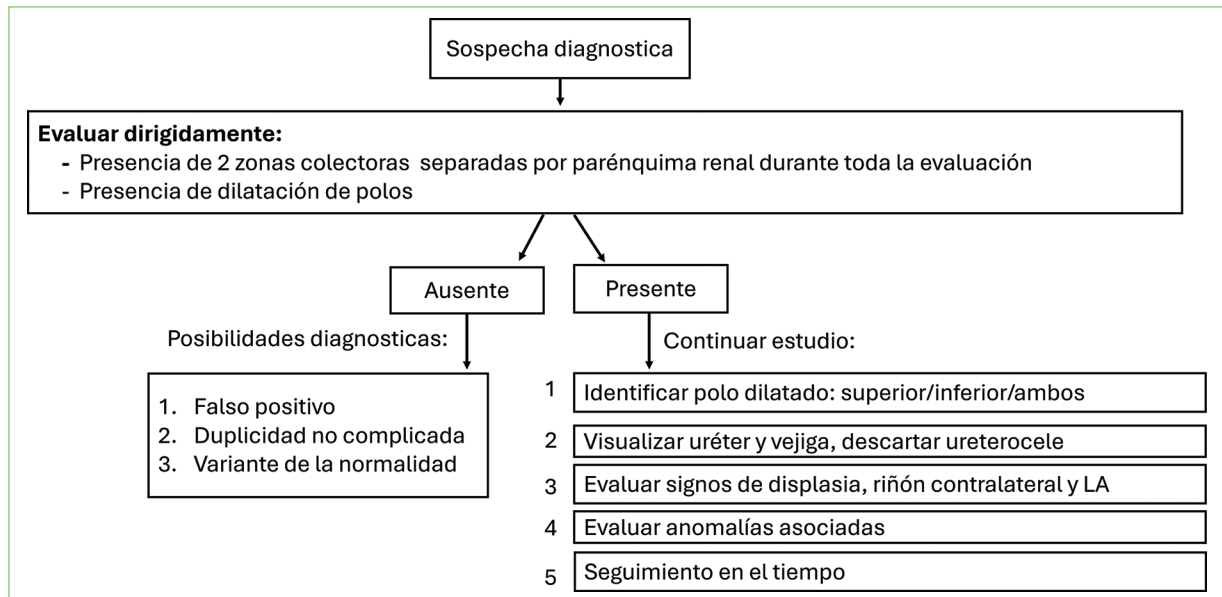 Sospecha diagnostica
Evaluar dirigidamente:
- Presencia de 2 zonas colectoras separadas por parénquima renal durante toda la evaluación
- Presencia de dilatación de polos
Ausente
Presente
Posibilidades diagnosticas:
Continuar estudio:
1. Falso positivo
2. Duplicidad no complicada
3. Variante de la normalidad
1 Identificar polo dilatado: superior/inferior/ambos
2 Visualizar uréter y vejiga, descartar ureterocele
3 Evaluar signos de displasia, riñón contralateral y LA
4 Evaluar anomalías asociadas
5 Seguimiento en el tiempo